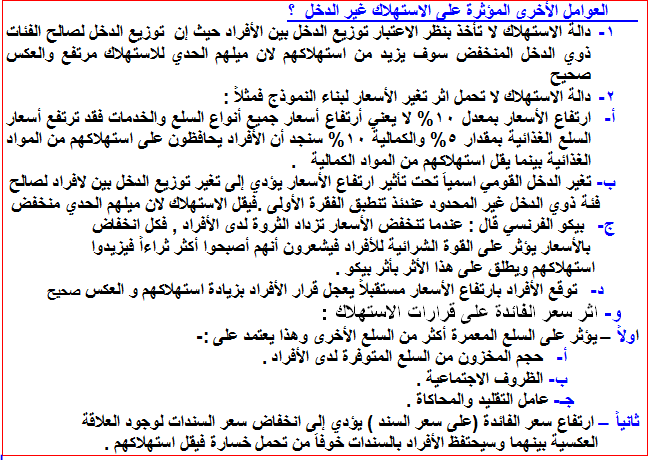 العوامل الأخرى المؤثرة على الاستهلاك غير الدخل ؟
١- دالة الاستهلاك لا تأخذ بنظر الاعتبار توزيع الدخل بين الأفراد حيث إن توزيع الدخل لصالح الفئات
ذوي الدخل المنخفض سوف يزيد من استهلاكهم لان ميلهم الحدي للاستهلاك مرتفع والعكس
صحيح
٢- دالة الاستهلاك لا تحمل اثر تغير الأسعار لبناء النموذج فمثلاً :
أ- ارتفاع الأسعار بمعدل ١٠% لا يعني أرتفاع أسعار جميع أنواع السلع والخدمات فقد ترتفع أسعار
السلع الغذائية بمقدار ٥% والكمالية ١٠% سنجد أن الأفراد يحافظون على استهلاكهم من المواد
الغذائية بينما يقل استهلاكهم من المواد الكمالية .
ب- تغير الدخل القومي اسمياً تحت تأثير ارتفاع الأسعار يؤدي إلى تغير توزيع الدخل بين لافراد لصالح
فئة ذوي الدخل غير المحدود عندئذ تنطبق الفقرة الأولى .فيقل الاستهلاك لان ميلهم الحدي منخفض
ج- بيكو الفرنسي قال : عندما تنخفض الأسعار تزداد الثروة لدى الأفراد , فكل انخفاض
بالأسعار يؤثر على القوة الشرائية للأفراد فيشعرون أنهم أصبحوا أكثر ثراءاً فيزيدوا
استهلاكهم ويطلق على هذا الأثر بأثر بيكو .
د- توقع الأفراد بارتفاع الأسعار مستقبلاً يعجل قرار الأفراد بزيادة استهلاكهم و العكس صحيح
و- اثر سعر الفائدة على قرارات الاستهلاك :
اولاً – يؤثر على السلع المعمرة أكثر من السلع الأخرى وهذا يعتمد على :-
أ- حجم المخزون من السلع المتوفرة لدى الأفراد .
ب- الظروف الاجتماعية .
جـ- عامل التقليد والمحاكاة .
ثانياً – ارتفاع سعر الفائدة (على سعر السند ) يؤدي إلى انخفاض سعر السندات لوجود العلاقة
العكسية بينهما وسيحتفظ الأفراد بالسندات خوفاً من تحمل خسارة فيقل استهلاكهم .